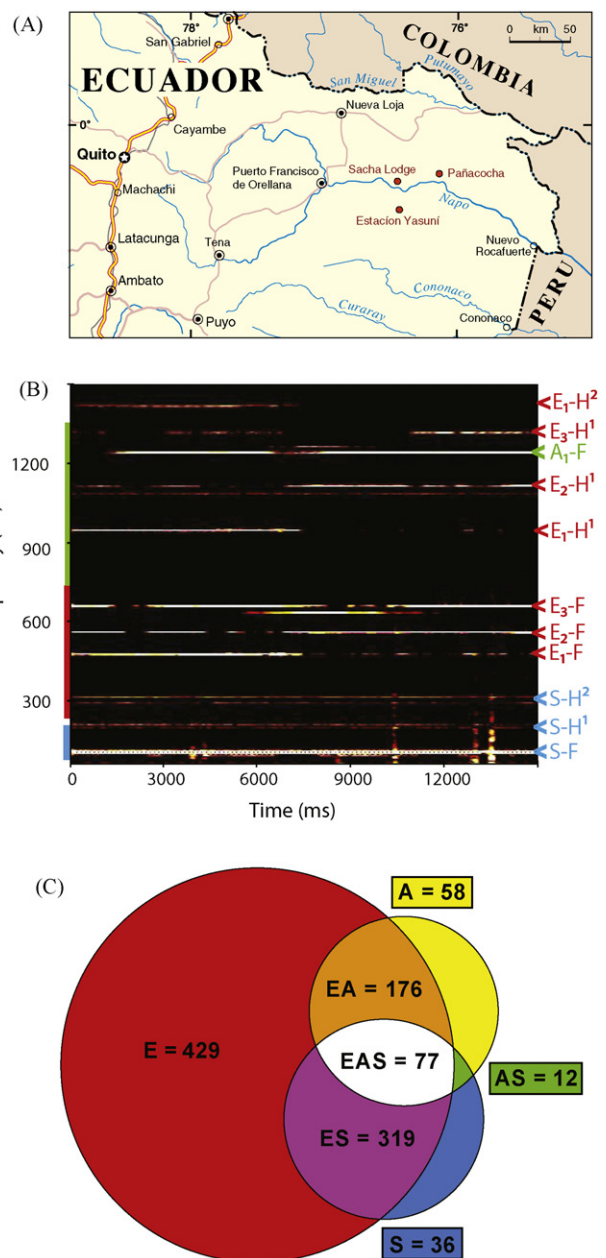 (A)
78°
76°
km
0 50
San Gabriel
COLOMBIA
ECUADOR
San Miguel
Putumayo
Nueva Loja
0°
Cayambe
Quito
Puerto Francisco
de Orellana
Sacha Lodge
Pañacocha
Machachi
Napo
Estacíon Yasuní
Latacunga
Tena
Nuevo
Rocafuerte
Ambato
Cononaco
PERU
Curaray
Puyo
Cononaco
(B)
E₁-H²
E₃-H¹
1200
A₁-F
E₂-H¹
900
E₁-H¹
600
E₃-F
E₂-F
E₁-F
300
S-H²
S-H¹
S-F
0 3000 6000 9000 12000
Time (ms)
(C)
A = 58
EA = 176
E = 429
EAS = 77
AS = 12
ES = 319
S = 36